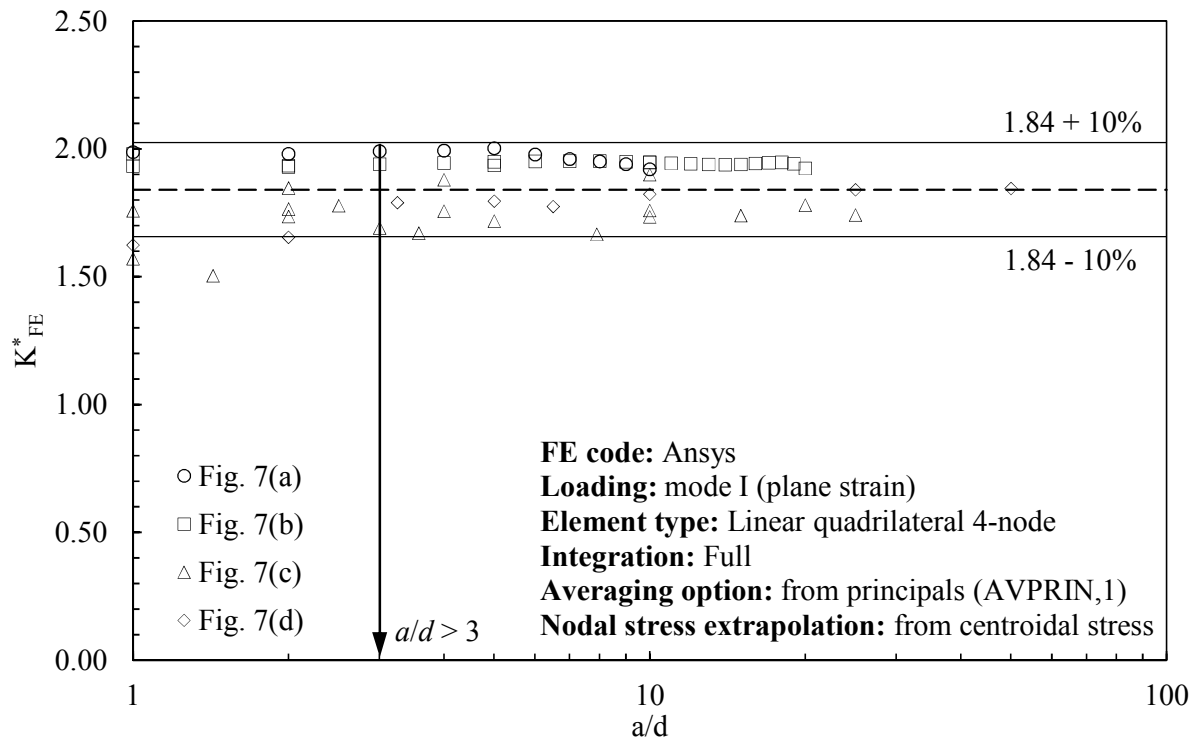 2.50
2.00
1.50
1.00
0.50
0.00
K*FE
1.84 + 10%
1.84 - 10%
Fig. 7(a)
Fig. 7(b)
Fig. 7(c)
Fig. 7(d)
a/d > 3
FE code: Ansys
Loading: mode I (plane strain)
Element type: Linear quadrilateral 4-node
Integration: Full
Averaging option: from principals (AVPRIN,1)
Nodal stress extrapolation: from centroidal stress
1
10
100
a/d